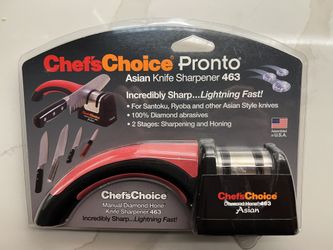 Chef'sChoice Pronto
Asian Knife Sharpener 463
Incredibly Sharp...Lightning Fast!
• For Santoku, Ryoba and other Asian Style knives
• 100% Diamond abrasives
• 2 Stages: Sharpening and Honing
Assembled
in U.S.A.
Chef'sChoice
Manual Diamond Hone
Knife Sharpener 463
Incredibly Sharp...Lightning Fast!
Chef'sChoice
Diamond Hone 463
Asian